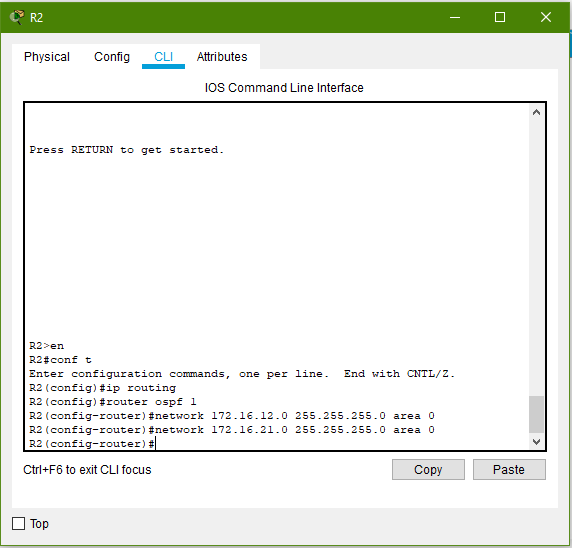 R2
Physical Config CLI Attributes
IOS Command Line Interface
Press RETURN to get started.
R2>en
R2#conf t
Enter configuration commands, one per line.  End with CNTL/Z.
R2(config)#ip routing
R2(config)#router ospf 1
R2(config-router)#network 172.16.12.0 255.255.255.0 area 0
R2(config-router)#network 172.16.21.0 255.255.255.0 area 0
R2(config-router)#
Ctrl+F6 to exit CLI focus
Copy Paste
Top